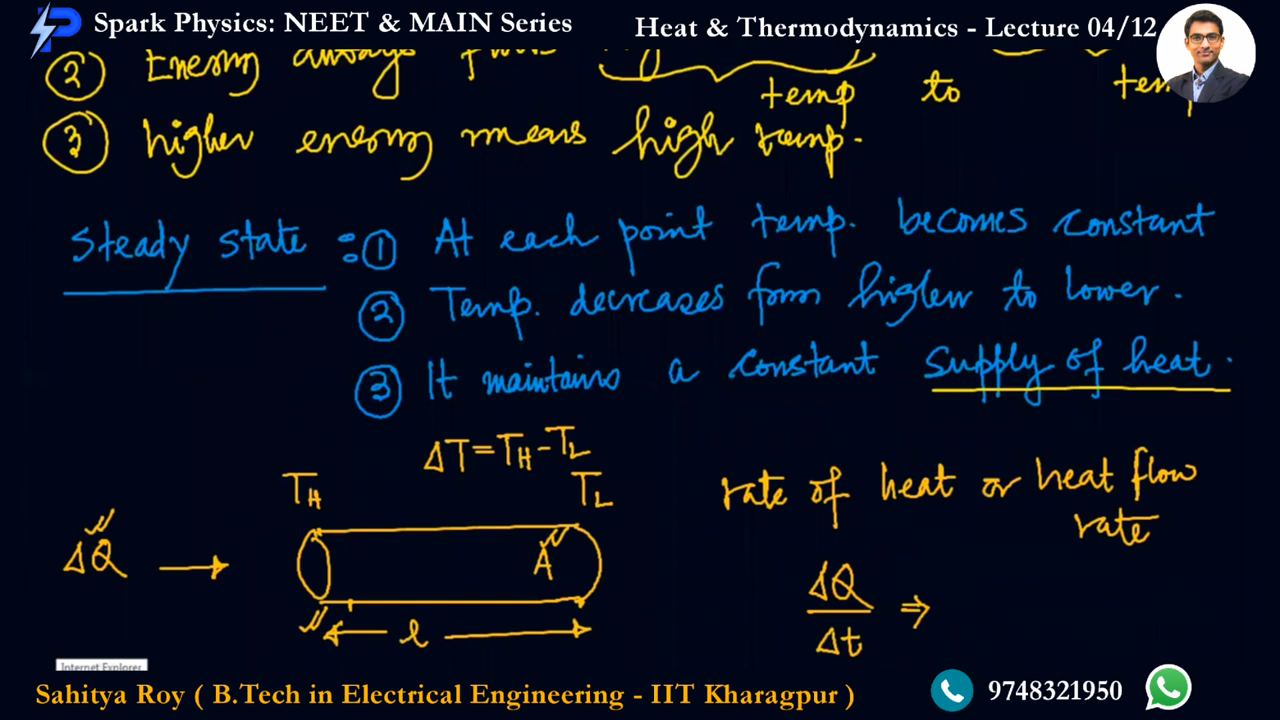 Spark Physics: NEET & MAIN Series
Heat & Thermodynamics - Lecture 04/12
② Energy always
temp to temp
③ higher energy means high temp.
Steady state :- ① At each point temp. becomes constant
② Temp. decreases form higher to lower.
③ It maintains a constant supply of heat.
ΔT = TH - TL
TH TL
rate of heat or heat flow
rate
ΔQ → A
ΔQ/Δt ⇒
l
Internet Explorer
Sahitya Roy ( B.Tech in Electrical Engineering - IIT Kharagpur )
9748321950